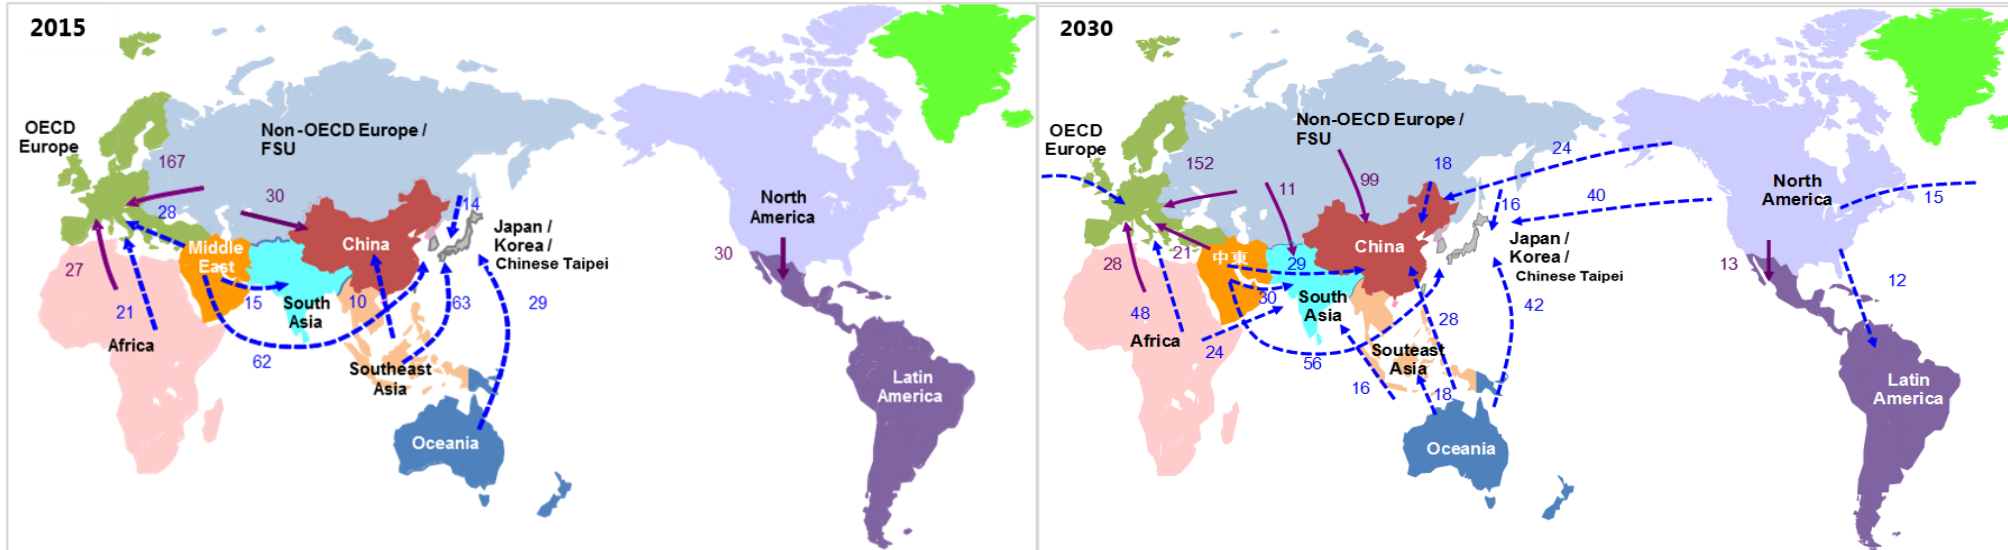 2015
OECD
Europe
Non-OECD Europe /
FSU
167
30
28
14
Japan /
Korea /
Chinese Taipei
North
America
Middle
East
China
30
27
21
15
South
Asia
10
63
29
Africa
62
Southeast
Asia
Latin
America
Oceania
2030
OECD
Europe
Non-OECD Europe /
FSU
152
11
99
18
24
16
40
North
America
15
Japan /
Korea /
Chinese Taipei
China
28
21
中東
29
30
South
Asia
13
12
48
Africa
24
56
28
42
Souteast
Asia
16
18
Latin
America
Oceania